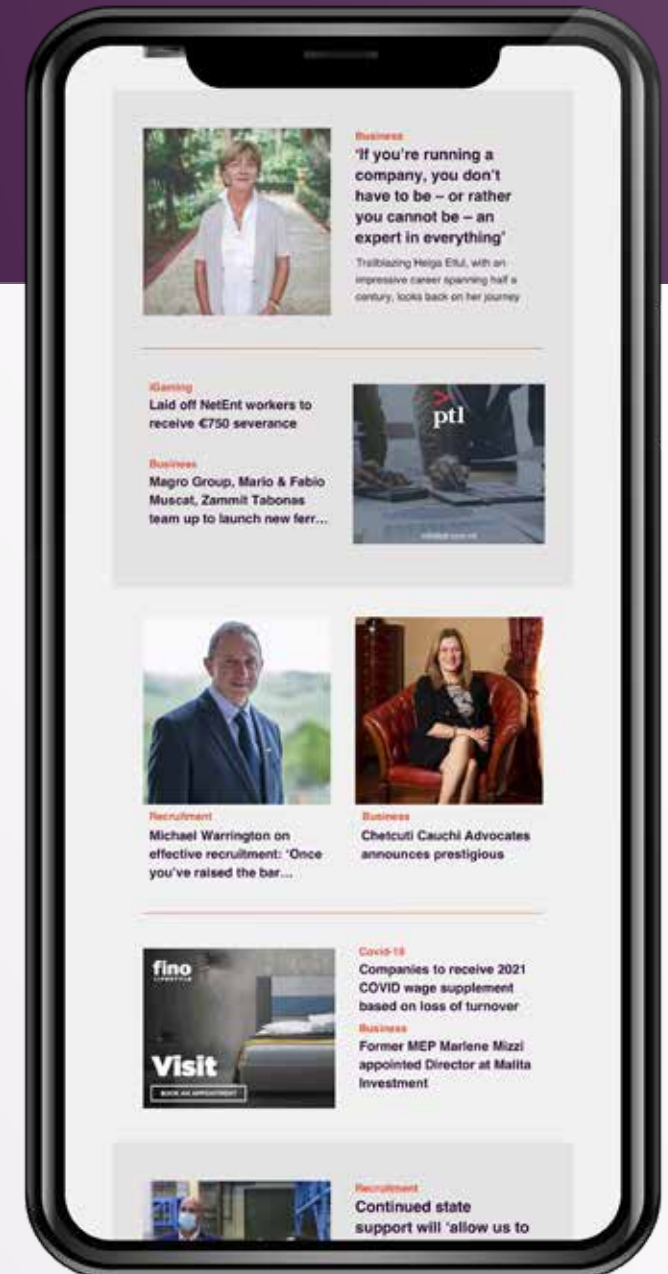 Business
‘If you’re running a
company, you don’t
have to be – or rather
you cannot be – an
expert in everything’
Trailblazing Helga Ellul, with an
impressive career spanning half a
century, looks back on her journey
iGaming
Laid off NetEnt workers to
receive €750 severance
Business
Magro Group, Mario & Fabio
Muscat, Zammit Tabonas
team up to launch new ferr...
ptl
Recruitment
Michael Warrington on
effective recruitment: ‘Once
you’ve raised the bar...
Business
Chetcuti Cauchi Advocates
announces prestigious
fino
LIFESTYLE
Visit
BOOK AN APPOINTMENT
Covid-19
Companies to receive 2021
COVID wage supplement
based on loss of turnover
Business
Former MEP Marlene Mizzi
appointed Director at Malita
Investment
Recruitment
Continued state
support will ‘allow us to